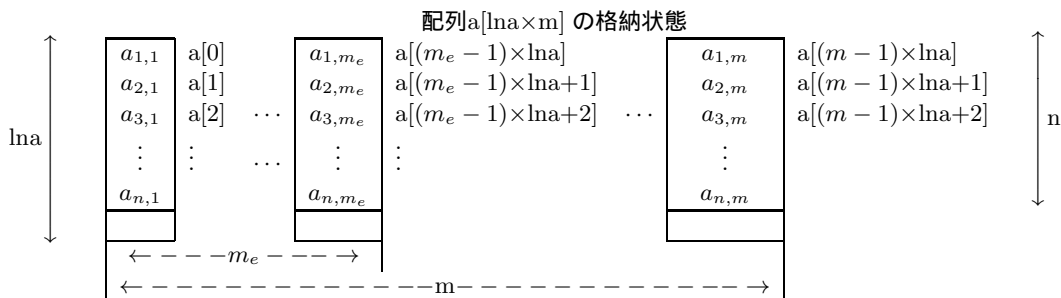 配列a[lna×m] の格納状態
a₁,₁ a[0] a₁,ₘₑ a[(mₑ − 1)×lna] a₁,ₘ a[(m − 1)×lna]
a₂,₁ a[1] a₂,ₘₑ a[(mₑ − 1)×lna+1] a₂,ₘ a[(m − 1)×lna+1]
a₃,₁ a[2] ··· a₃,ₘₑ a[(mₑ − 1)×lna+2] ··· a₃,ₘ a[(m − 1)×lna+2]
lna n
⋮ ⋮ ··· ⋮ ⋮ ⋮
aₙ,₁ aₙ,ₘₑ aₙ,ₘ
mₑ
m